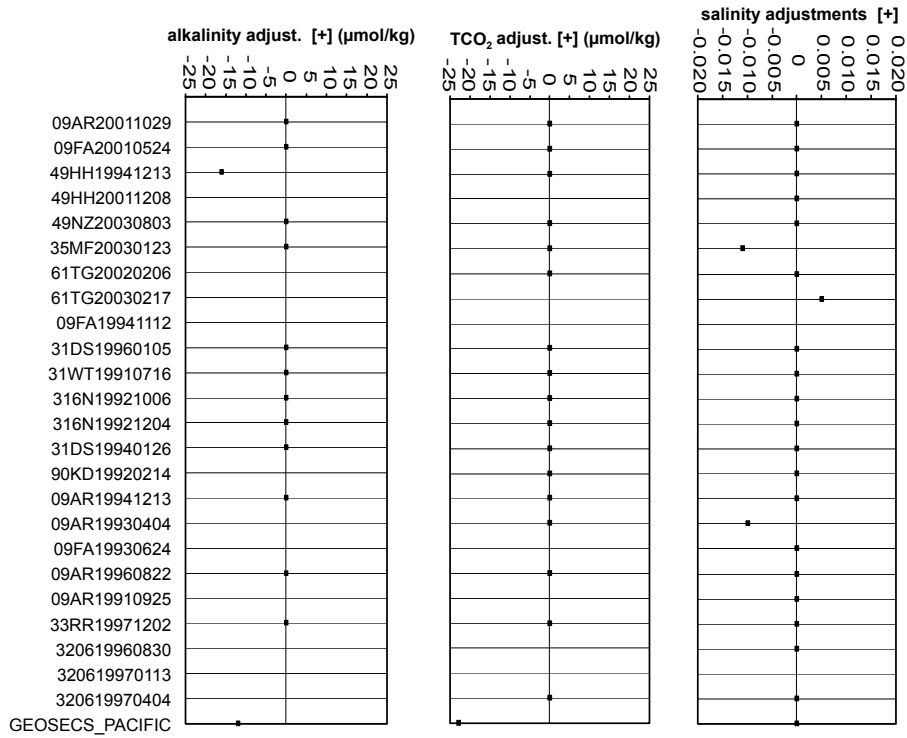 alkalinity adjust. [+] (µmol/kg)
-25 -20 -15 -10 -5 0 5 10 15 20 25
TCO₂ adjust. [+] (µmol/kg)
-25 -20 -15 -10 -5 0 5 10 15 20 25
salinity adjustments [+]
-0.020 -0.015 -0.010 -0.005 0 0.005 0.010 0.015 0.020
09AR20011029
09FA20010524
49HH19941213
49HH20011208
49NZ20030803
35MF20030123
61TG20020206
61TG20030217
09FA19941112
31DS19960105
31WT19910716
316N19921006
316N19921204
31DS19940126
90KD19920214
09AR19941213
09AR19930404
09FA19930624
09AR19960822
09AR19910925
33RR19971202
320619960830
320619970113
320619970404
GEOSECS_PACIFIC